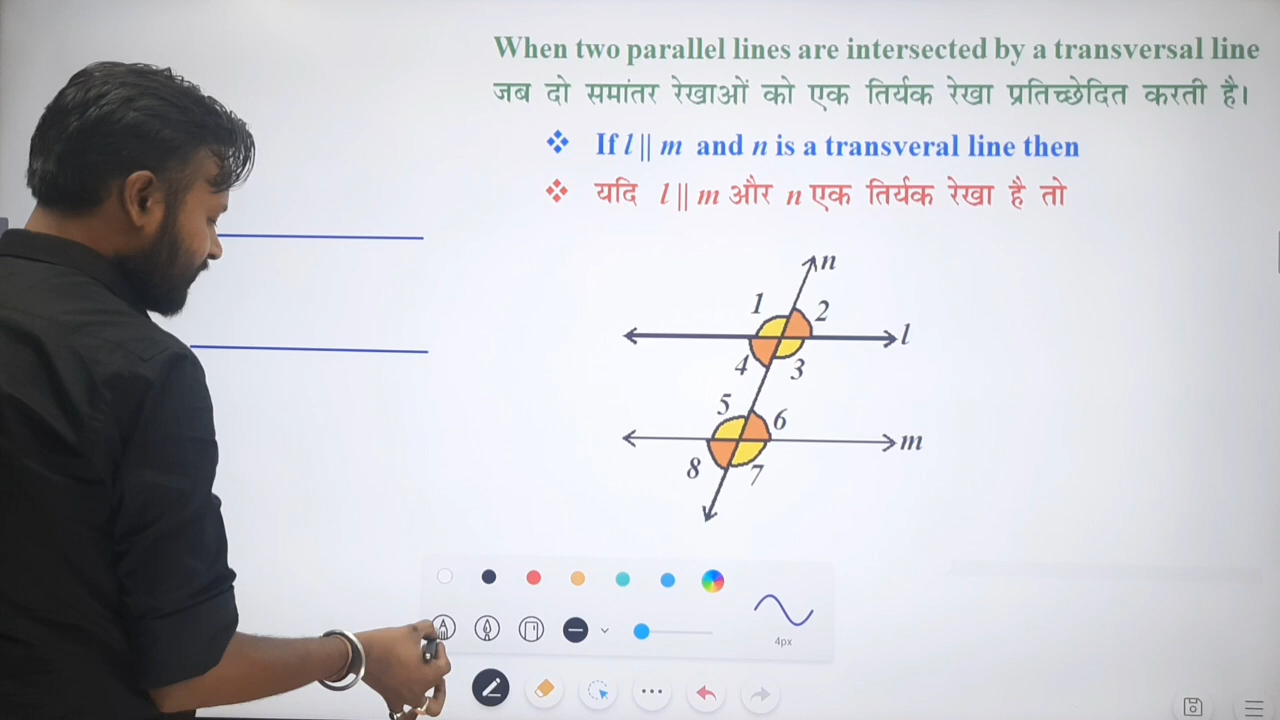 When two parallel lines are intersected by a transversal line
जब दो समांतर रेखाओं को एक तिर्यक रेखा प्रतिच्छेदित करती है।
❖ If l || m and n is a transveral line then
❖ यदि l || m और n एक तिर्यक रेखा है तो
n
1 2
l
4 3
5 6
m
8 7
4px